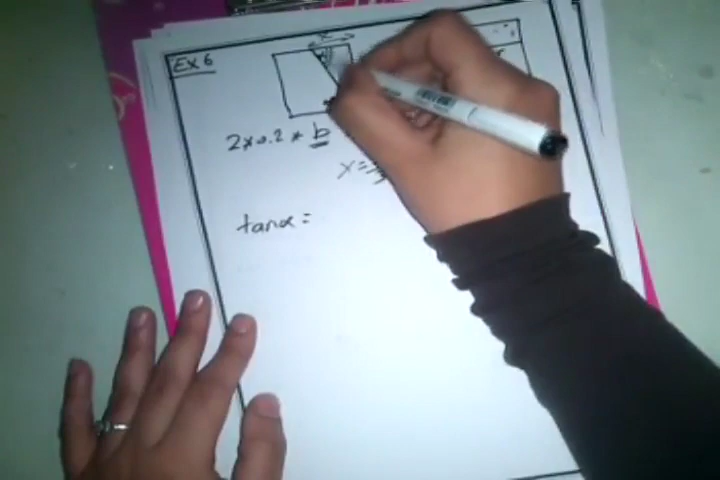 Ex 6
x
2x0.2 * b
x =
tanα =